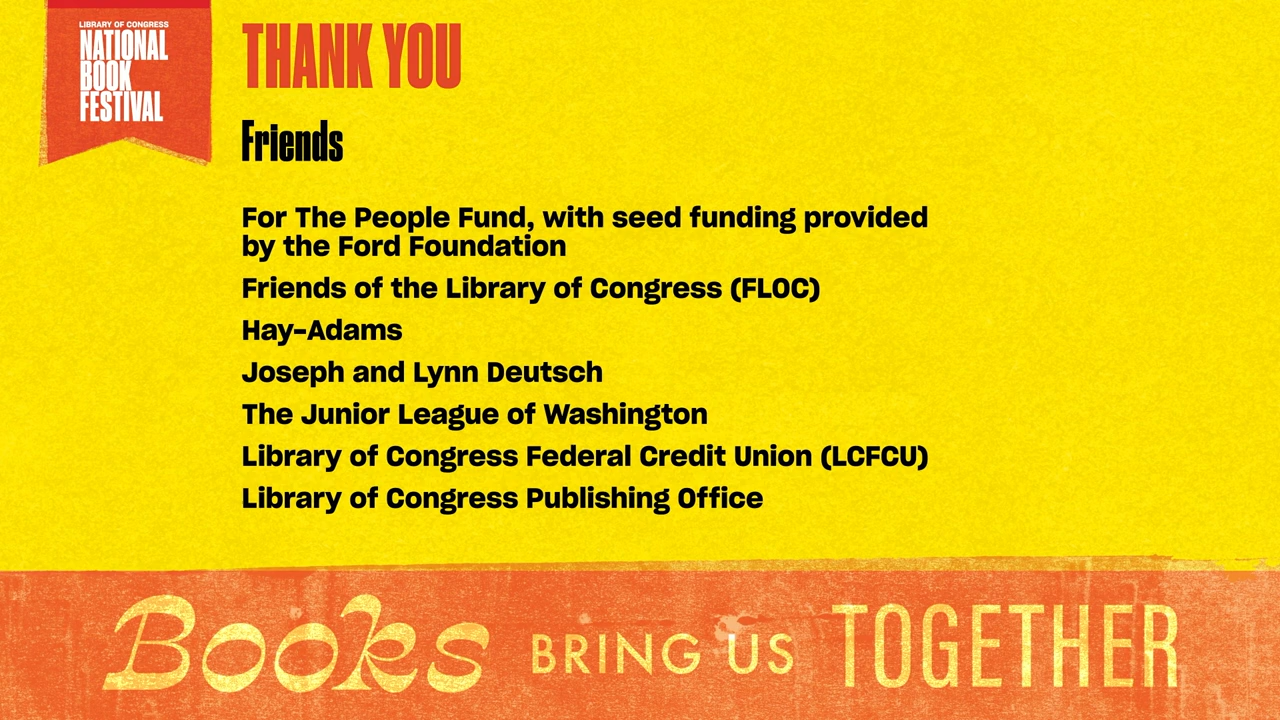 LIBRARY OF CONGRESS
NATIONAL
BOOK
FESTIVAL
THANK YOU
Friends
For The People Fund, with seed funding provided
by the Ford Foundation
Friends of the Library of Congress (FLOC)
Hay-Adams
Joseph and Lynn Deutsch
The Junior League of Washington
Library of Congress Federal Credit Union (LCFCU)
Library of Congress Publishing Office
Books BRING US TOGETHER